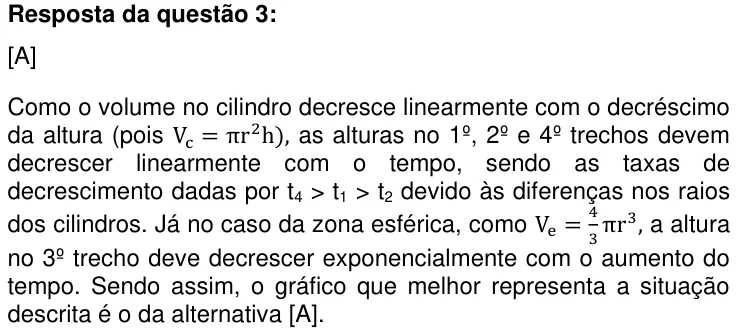 Resposta da questão 3:
[A]
Como o volume no cilindro decresce linearmente com o decréscimo
da altura (pois V_c = πr²h), as alturas no 1º, 2º e 4º trechos devem
decrescer linearmente com o tempo, sendo as taxas de
decrescimento dadas por t₄ > t₁ > t₂ devido às diferenças nos raios
dos cilindros. Já no caso da zona esférica, como V_e = 4/3 πr³, a altura
no 3º trecho deve decrescer exponencialmente com o aumento do
tempo. Sendo assim, o gráfico que melhor representa a situação
descrita é o da alternativa [A].